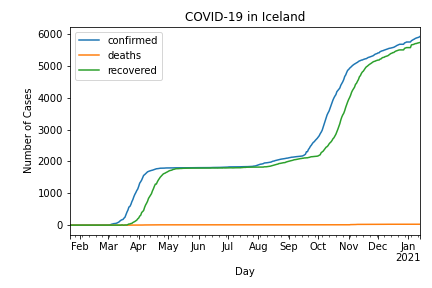 COVID-19 in Iceland
confirmed
deaths
recovered
Number of Cases
6000
5000
4000
3000
2000
1000
0
Feb Mar Apr May Jun Jul Aug Sep Oct Nov Dec Jan
2021
Day